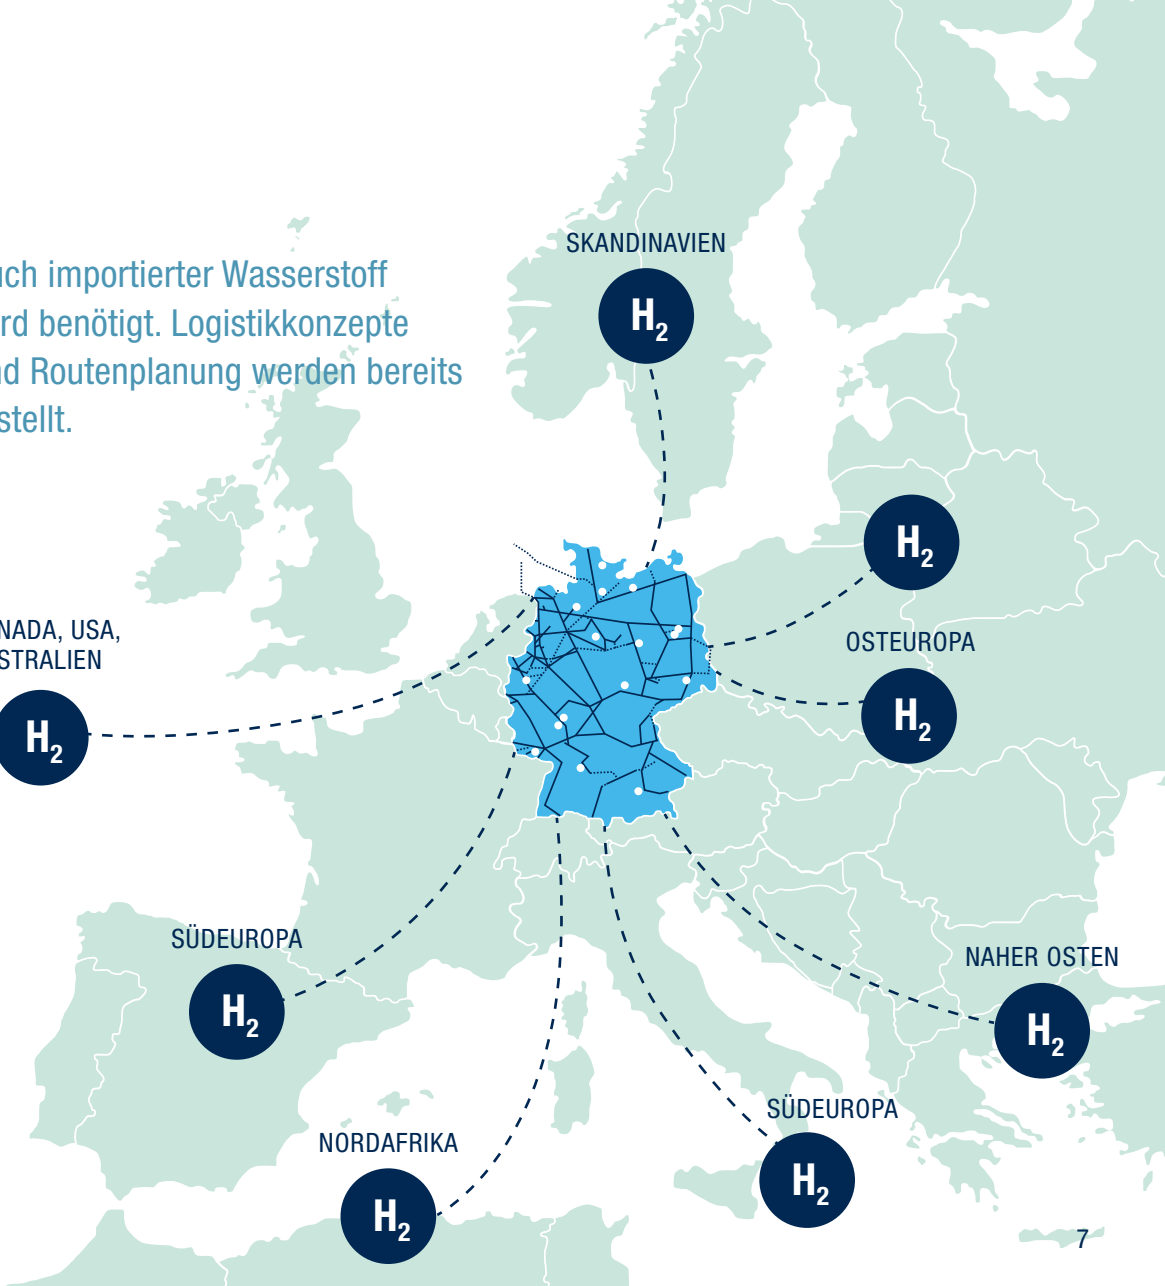 SKANDINAVIEN
H2
uch importierter Wasserstoff
rd benötigt. Logistikkonzepte
nd Routenplanung werden bereits
stellt.
H2
OSTEUROPA
H2
NADA, USA,
STRALIEN
H2
SÜDEUROPA
H2
NAHER OSTEN
H2
SÜDEUROPA
H2
NORDAFRIKA
H2
7